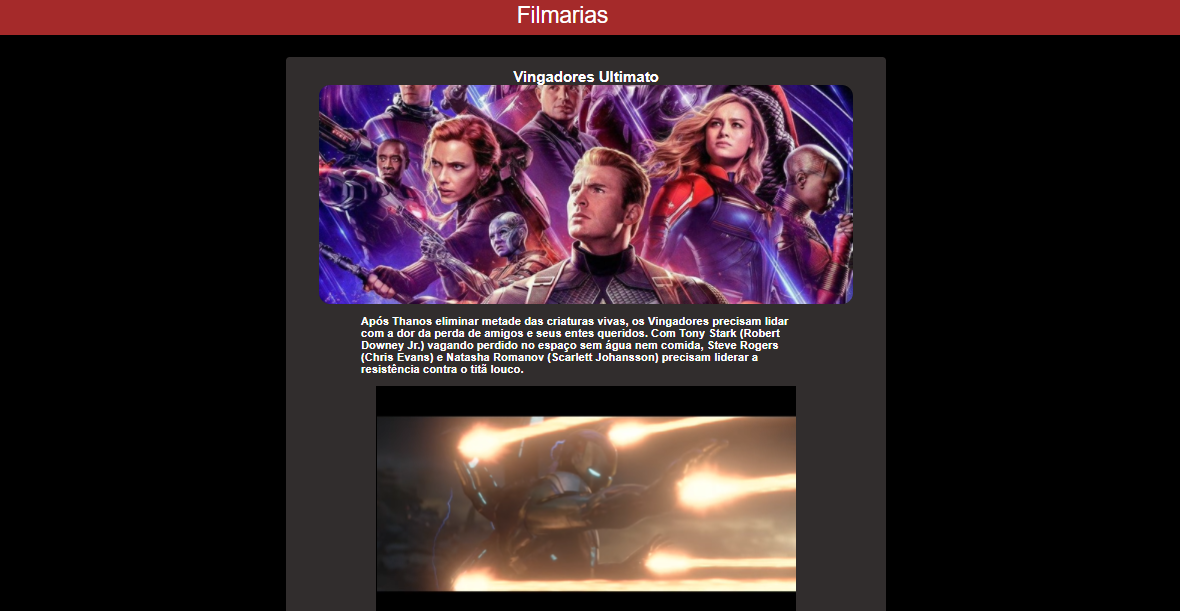 Filmarias
Vingadores Ultimato
Após Thanos eliminar metade das criaturas vivas, os Vingadores precisam lidar
com a dor da perda de amigos e seus entes queridos. Com Tony Stark (Robert
Downey Jr.) vagando perdido no espaço sem água nem comida, Steve Rogers
(Chris Evans) e Natasha Romanov (Scarlett Johansson) precisam liderar a
resistência contra o titã louco.